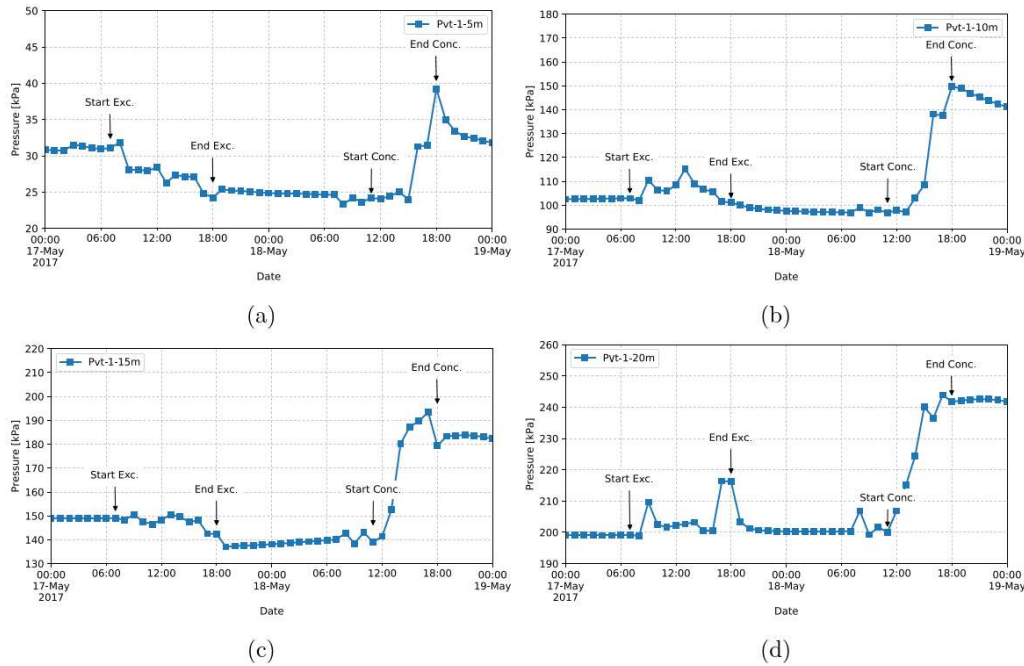 Pvt-1-5m
Pressure [kPa]
50
45
40
35
30
25
20
Start Exc.
End Exc.
Start Conc.
End Conc.
00:00 06:00 12:00 18:00 00:00 06:00 12:00 18:00 00:00
17-May 18-May 19-May
2017
Date
(a)
Pvt-1-10m
Pressure [kPa]
180
170
160
150
140
130
120
110
100
90
Start Exc.
End Exc.
Start Conc.
End Conc.
00:00 06:00 12:00 18:00 00:00 06:00 12:00 18:00 00:00
17-May 18-May 19-May
2017
Date
(b)
Pvt-1-15m
Pressure [kPa]
220
210
200
190
180
170
160
150
140
130
Start Exc.
End Exc.
Start Conc.
End Conc.
00:00 06:00 12:00 18:00 00:00 06:00 12:00 18:00 00:00
17-May 18-May 19-May
2017
Date
(c)
Pvt-1-20m
Pressure [kPa]
260
250
240
230
220
210
200
190
Start Exc.
End Exc.
Start Conc.
End Conc.
00:00 06:00 12:00 18:00 00:00 06:00 12:00 18:00 00:00
17-May 18-May 19-May
2017
Date
(d)